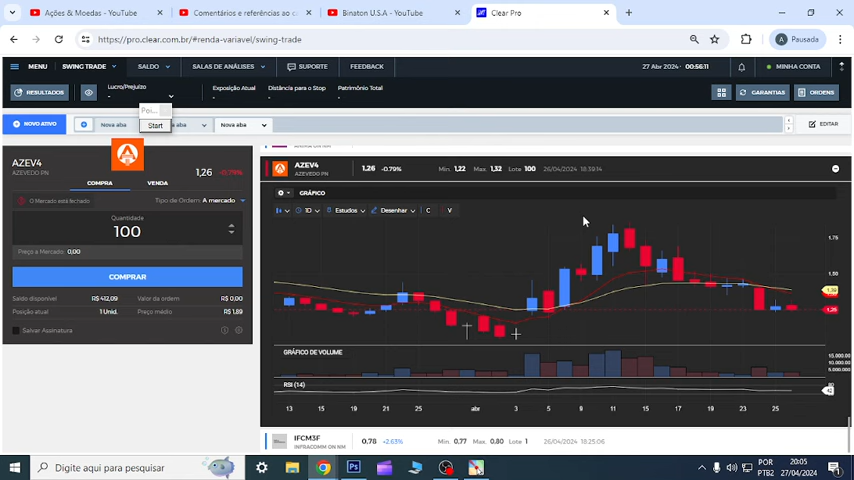 Ações & Moedas - YouTube
Comentários e referências ao c
Binaton U.S.A - YouTube
Clear Pro
https://pro.clear.com.br/#renda-variavel/swing-trade
A
Pausada
MENU
SWING TRADE
SALDO
SALAS DE ANÁLISES
SUPORTE
FEEDBACK
27 Abr 2024
00:56:11
MINHA CONTA
RESULTADOS
Lucro/Prejuízo
-
Exposição Atual
-
Distância para o Stop
-
Patrimônio Total
-
GARANTIAS
ORDENS
Poi...
Start
NOVO ATIVO
Nova aba
Nova aba
EDITAR
AZEV4
AZEVEDO PN
1,26
-0,79%
COMPRA
VENDA
O Mercado está fechado
Tipo de Ordem:
A mercado
Quantidade
100
Preço a Mercado: 0,00
COMPRAR
Saldo disponível
R$ 412,09
Valor da ordem
R$ 0,00
Posição atual
1 Unid.
Preço médio
R$ 1,89
Salvar Assinatura
AZEV4
AZEVEDO PN
1,26
-0,79%
Min. 1,22
Max. 1,32
Lote 100
26/04/2024 18:39:14
GRÁFICO
1D
Estudos
Desenhar
C
V
1,75
1,50
1,26
GRÁFICO DE VOLUME
15.000.00
10.000.00
5.000.000
RSI (14)
42
13
15
19
21
25
abr
3
5
9
11
15
17
19
23
25
IFCM3F
INFRACOMM ON NM
0,78
+2,63%
Min. 0,77
Max. 0,80
Lote 1
26/04/2024 18:25:06
Digite aqui para pesquisar
POR
PTB2
20:05
27/04/2024
1